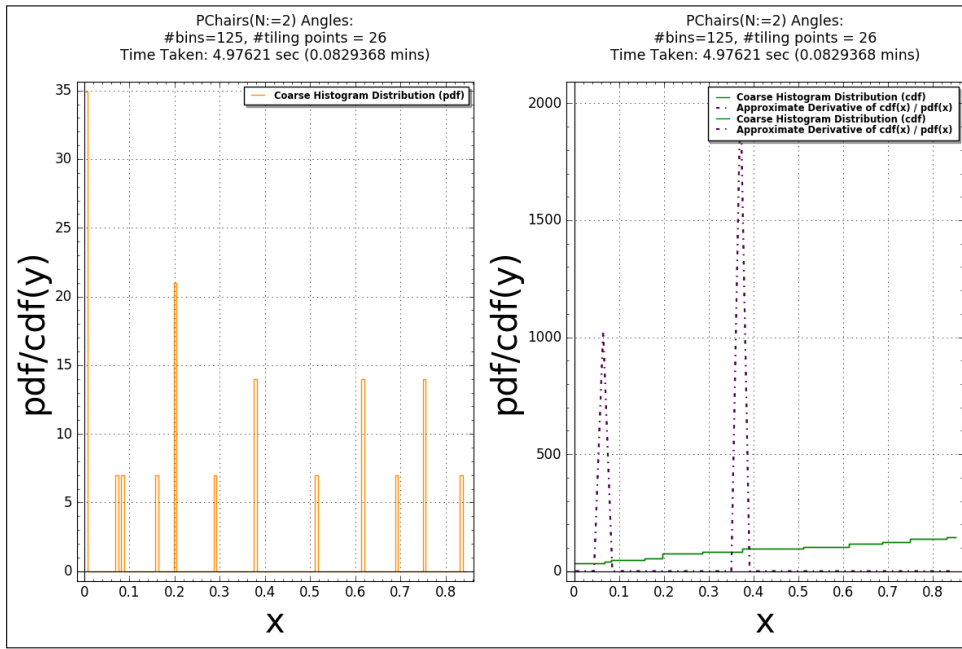 PChairs(N:=2) Angles:
#bins=125, #tiling points = 26
Time Taken: 4.97621 sec (0.0829368 mins)
Coarse Histogram Distribution (pdf)
35
30
25
20
15
10
5
0
pdf/cdf(y)
0 0.1 0.2 0.3 0.4 0.5 0.6 0.7 0.8
x
PChairs(N:=2) Angles:
#bins=125, #tiling points = 26
Time Taken: 4.97621 sec (0.0829368 mins)
Coarse Histogram Distribution (cdf)
Approximate Derivative of cdf(x) / pdf(x)
Coarse Histogram Distribution (cdf)
Approximate Derivative of cdf(x) / pdf(x)
2000
1500
1000
500
0
pdf/cdf(y)
0 0.1 0.2 0.3 0.4 0.5 0.6 0.7 0.8
x